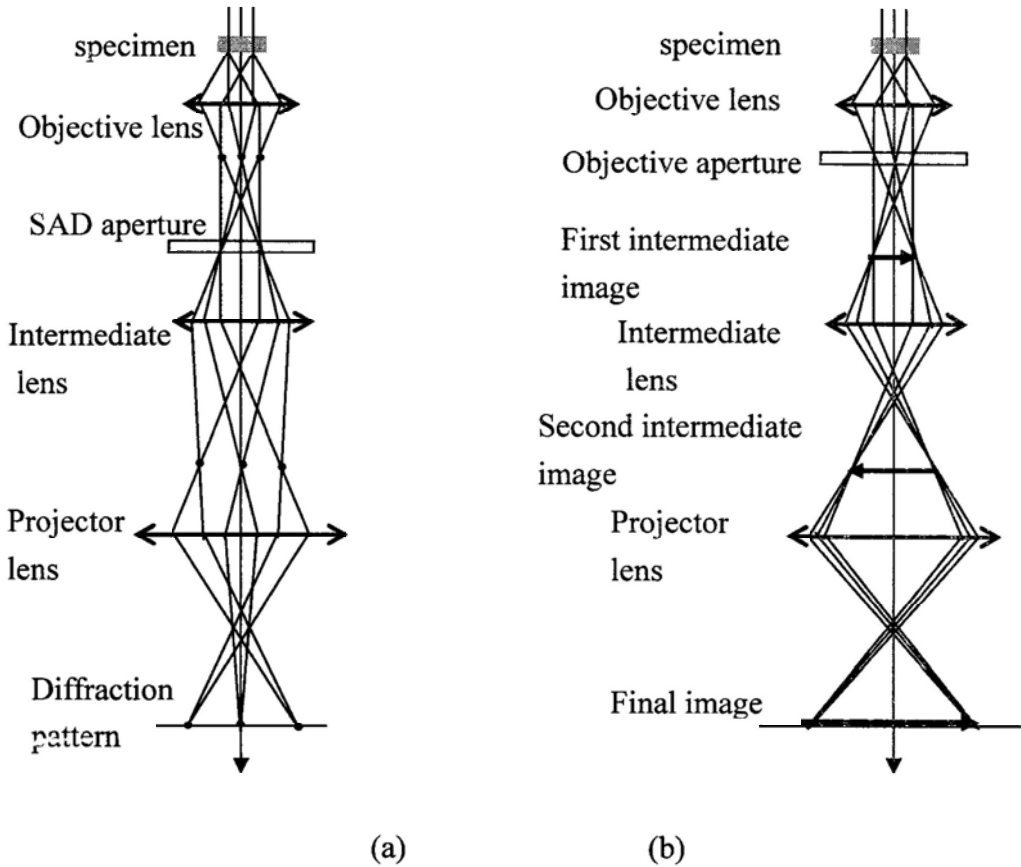 specimen
Objective lens
SAD aperture
Intermediate
lens
Projector
lens
Diffraction
pattern
(a)
specimen
Objective lens
Objective aperture
First intermediate
image
Intermediate
lens
Second intermediate
image
Projector
lens
Final image
(b)